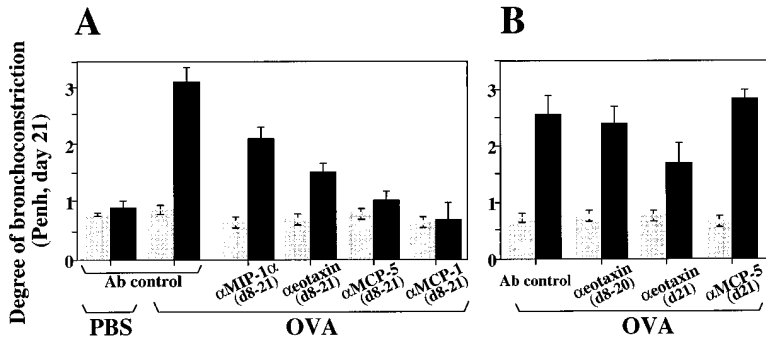 A
B
Degree of bronchoconstriction
(Penh, day 21)
3
2
1
0
3
2
1
0
Ab control
αMIP-1α
(d8-21)
αeotaxin
(d8-21)
αMCP-5
(d8-21)
αMCP-1
(d8-21)
PBS
OVA
Ab control
αeotaxin
(d8-20)
αeotaxin
(d21)
αMCP-5
(d21)
OVA